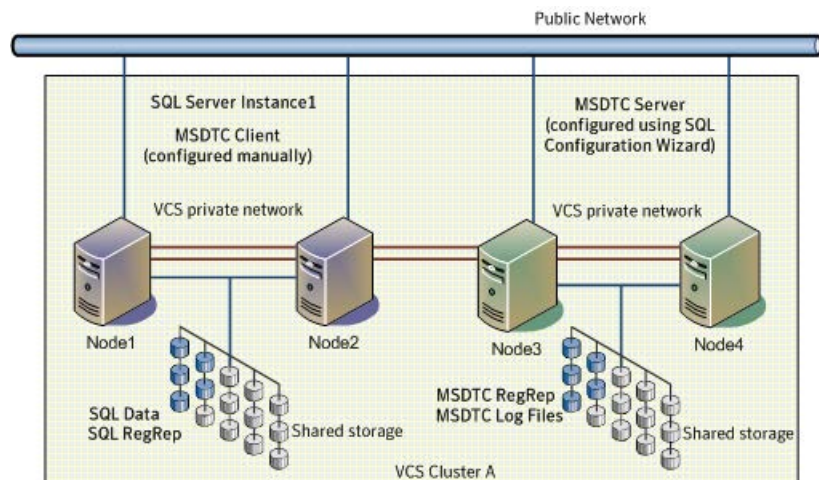 Public Network
SQL Server Instance1
MSDTC Client
(configured manually)
MSDTC Server
(configured using SQL
Configuration Wizard)
VCS private network
VCS private network
Node1
Node2
Node3
Node4
SQL Data
SQL RegRep
Shared storage
MSDTC RegRep
MSDTC Log Files
Shared storage
VCS Cluster A